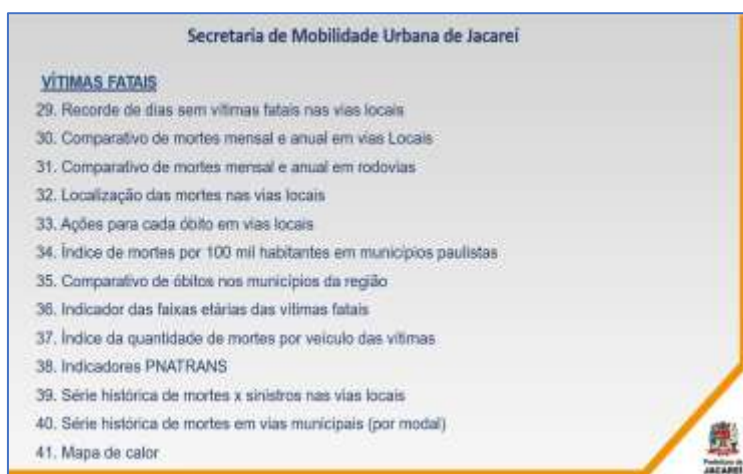 Secretaria de Mobilidade Urbana de Jacareí
VÍTIMAS FATAIS
29. Recorde de dias sem vítimas fatais nas vias locais
30. Comparativo de mortes mensal e anual em vias Locais
31. Comparativo de mortes mensal e anual em rodovias
32. Localização das mortes nas vias locais
33. Ações para cada óbito em vias locais
34. Índice de mortes por 100 mil habitantes em municípios paulistas
35. Comparativo de óbitos nos municípios da região
36. Indicador das faixas etárias das vítimas fatais
37. Índice da quantidade de mortes por veículo das vítimas
38. Indicadores PNATRANS
39. Série histórica de mortes x sinistros nas vias locais
40. Série histórica de mortes em vias municipais (por modal)
41. Mapa de calor
Prefeitura de
JACAREÍ